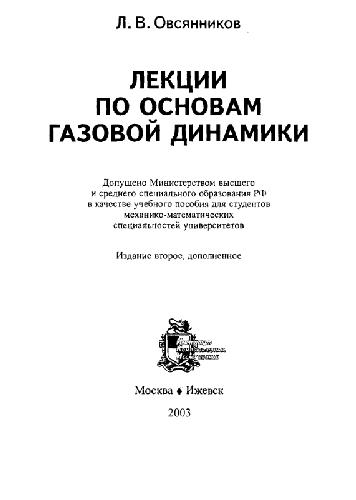 Л. В. Овсянников
ЛЕКЦИИ
ПО ОСНОВАМ
ГАЗОВОЙ ДИНАМИКИ
Допущено Министерством высшего
и среднего специального образования РФ
в качестве учебного пособия для студентов
механико-математических
специальностей университетов
Издание второе, дополненное
Москва ♦ Ижевск
2003